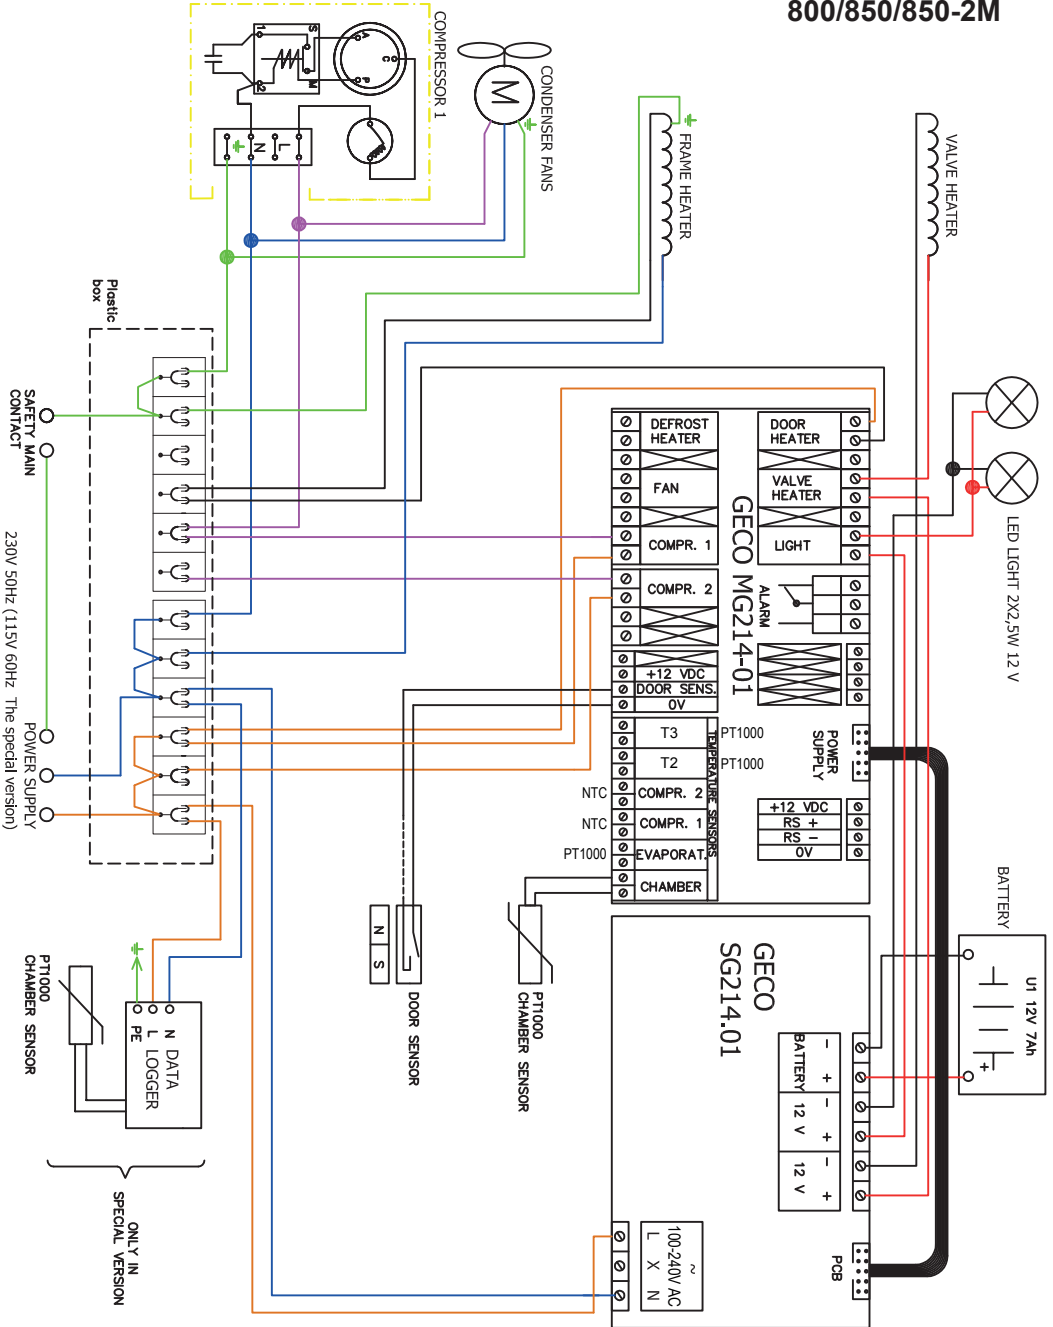 800/850/850-2M
COMPRESSOR 1
1
2
S
M
A
C
P
N
L
M
CONDENSER FANS
FRAME HEATER
VALVE HEATER
LED LIGHT 2X2,5W 12 V
Plastic
box
SAFETY MAIN
CONTACT
POWER SUPPLY
230V 50Hz (115V 60Hz The special version)
GECO MG214-01
DEFROST
HEATER
FAN
COMPR. 1
COMPR. 2
+12 VDC
DOOR SENS.
0V
T3
T2
COMPR. 2
COMPR. 1
EVAPORAT.
CHAMBER
TEMPERATURE SENSORS
PT1000
PT1000
NTC
NTC
PT1000
DOOR
HEATER
VALVE
HEATER
LIGHT
ALARM
POWER
SUPPLY
+12 VDC
RS +
RS -
0V
BATTERY
U1 12V 7Ah
+
GECO
SG214.01
BATTERY
- +
12 V
- +
12 V
- +
PCB
100-240V AC
~
L X N
N S
DOOR SENSOR
PT1000
CHAMBER SENSOR
PT1000
CHAMBER SENSOR
N
L
PE
DATA
LOGGER
ONLY IN
SPECIAL VERSION